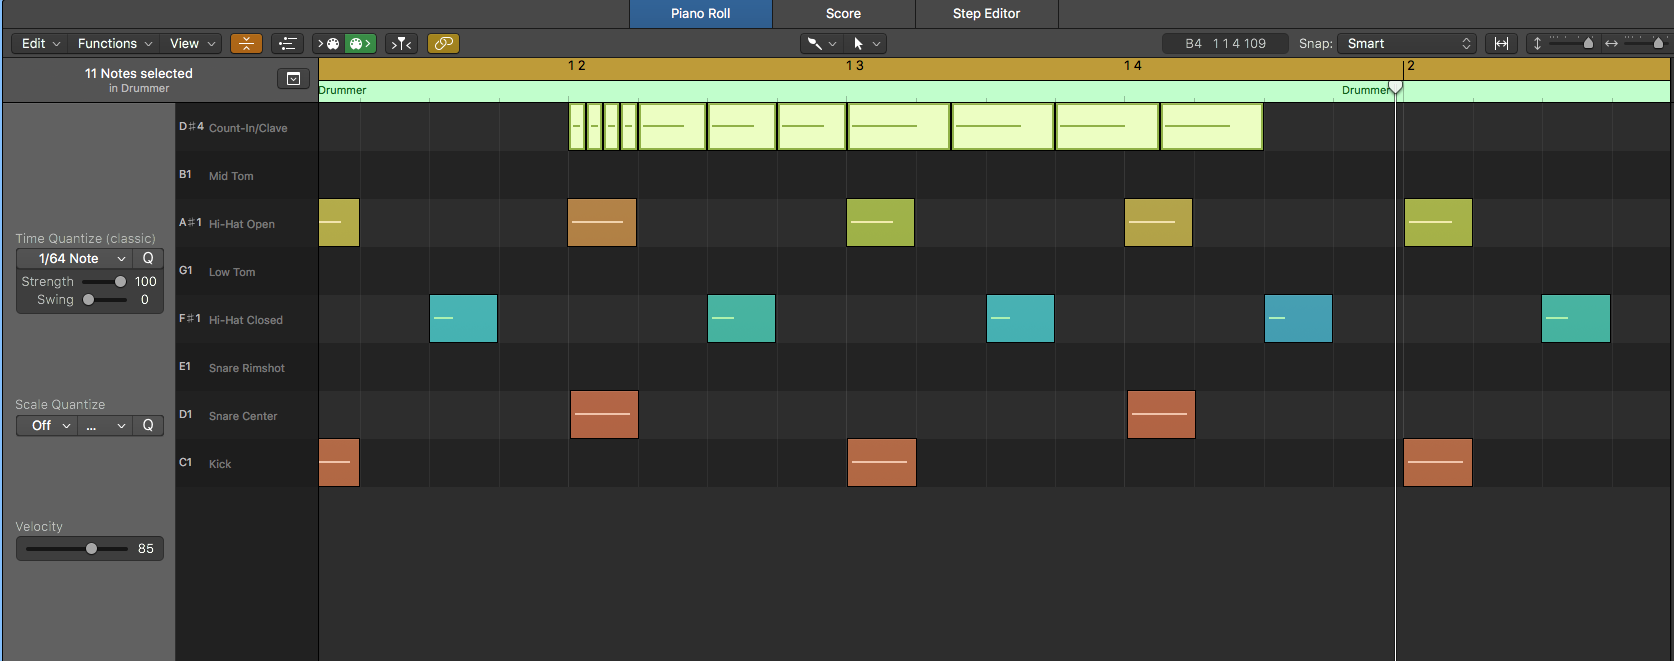 Piano Roll Score Step Editor
Edit Functions View B4 1 1 4 109 Snap: Smart
11 Notes selected
in Drummer
1 2 1 3 1 4 2
Drummer Drummer
D♯4 Count-In/Clave
B1 Mid Tom
A♯1 Hi-Hat Open
Time Quantize (classic)
1/64 Note Q
G1 Low Tom
Strength 100
Swing 0
F♯1 Hi-Hat Closed
E1 Snare Rimshot
Scale Quantize
D1 Snare Center
Off ... Q
C1 Kick
Velocity
85